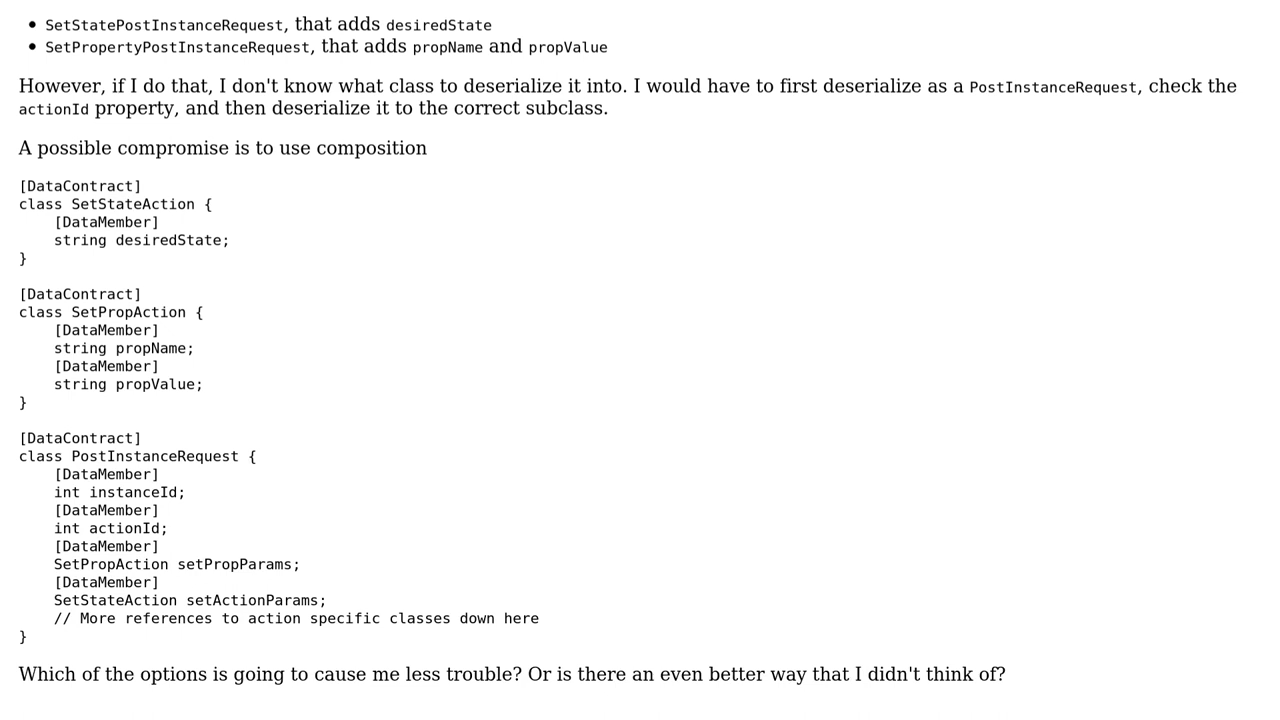 • SetStatePostInstanceRequest, that adds desiredState
• SetPropertyPostInstanceRequest, that adds propName and propValue
However, if I do that, I don't know what class to deserialize it into. I would have to first deserialize as a PostInstanceRequest, check the
actionId property, and then deserialize it to the correct subclass.
A possible compromise is to use composition
[DataContract]
class SetStateAction {
    [DataMember]
    string desiredState;
}
[DataContract]
class SetPropAction {
    [DataMember]
    string propName;
    [DataMember]
    string propValue;
}
[DataContract]
class PostInstanceRequest {
    [DataMember]
    int instanceId;
    [DataMember]
    int actionId;
    [DataMember]
    SetPropAction setPropParams;
    [DataMember]
    SetStateAction setActionParams;
    // More references to action specific classes down here
}
Which of the options is going to cause me less trouble? Or is there an even better way that I didn't think of?